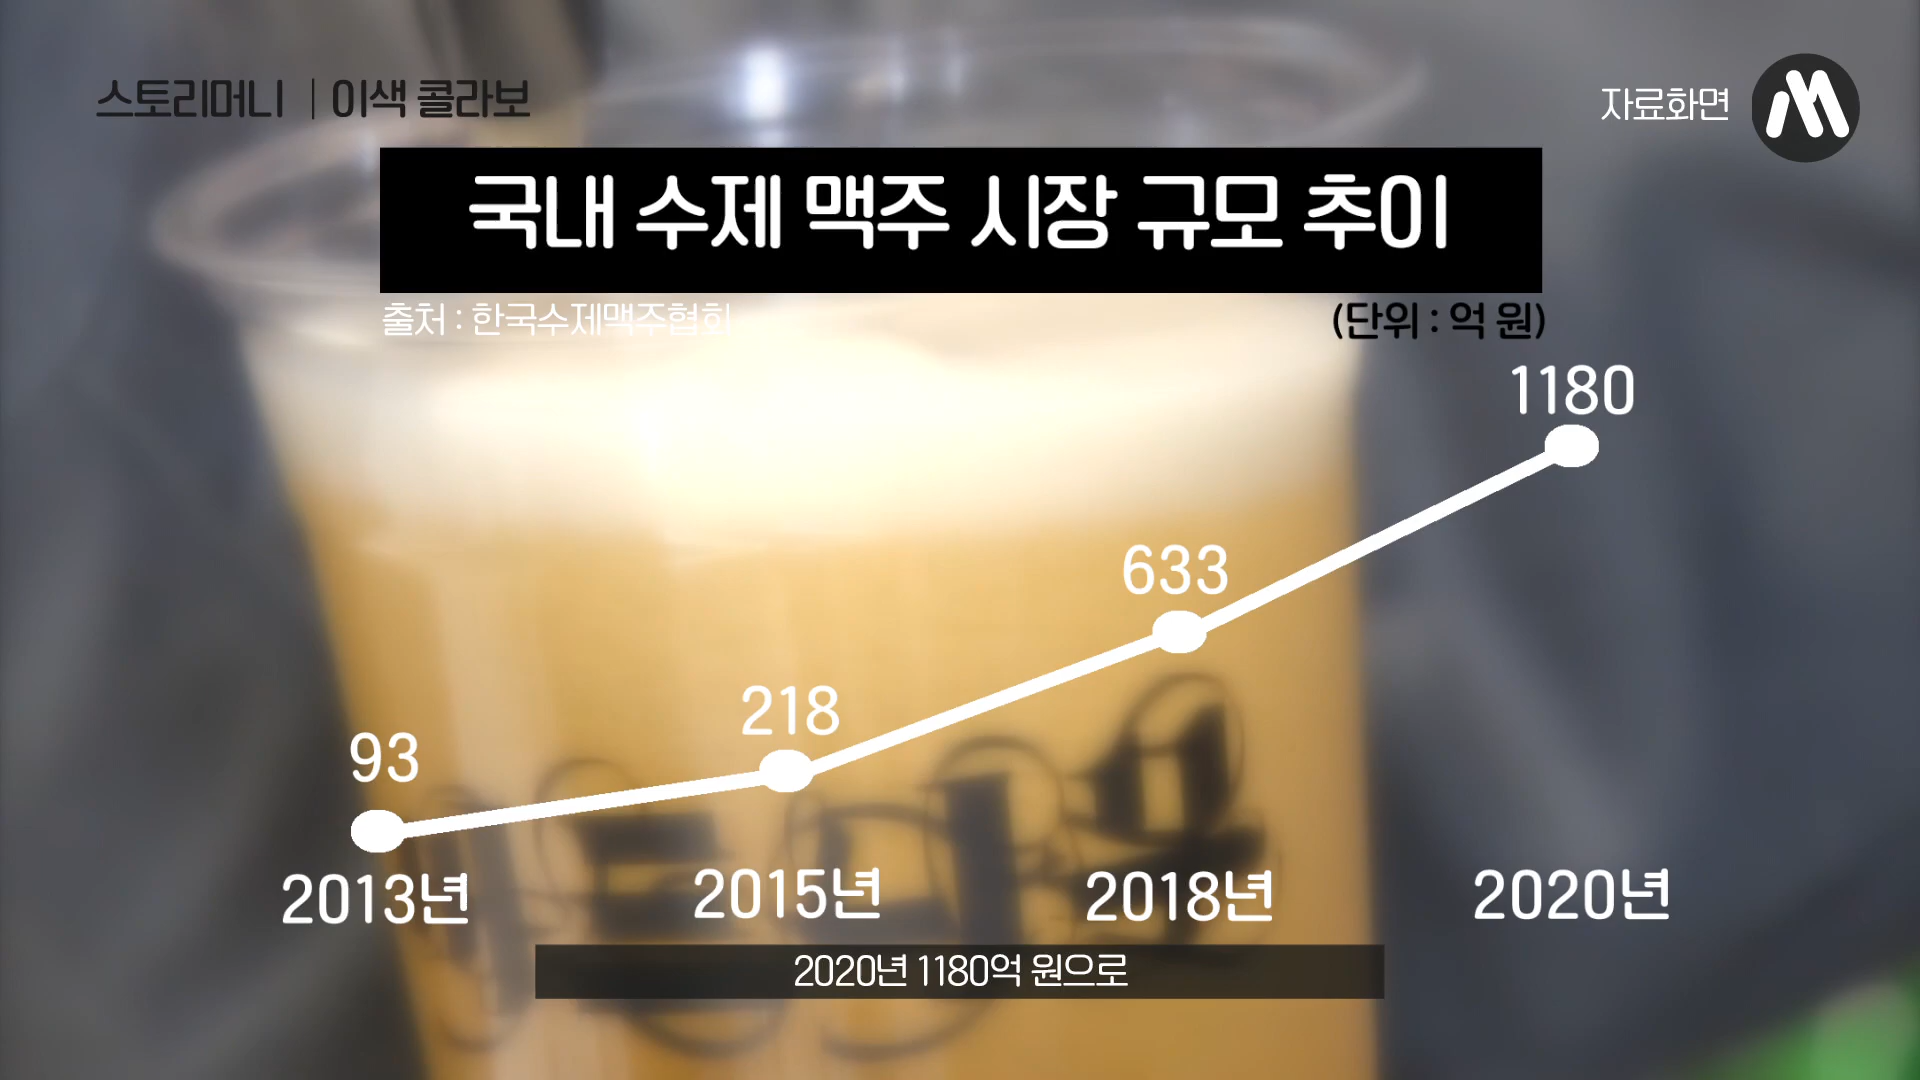 스토리머니 | 이색 콜라보
자료화면
국내 수제 맥주 시장 규모 추이
출처 : 한국수제맥주협회
(단위 : 억 원)
1180
633
218
93
2013년
2015년
2018년
2020년
2020년 1180억 원으로